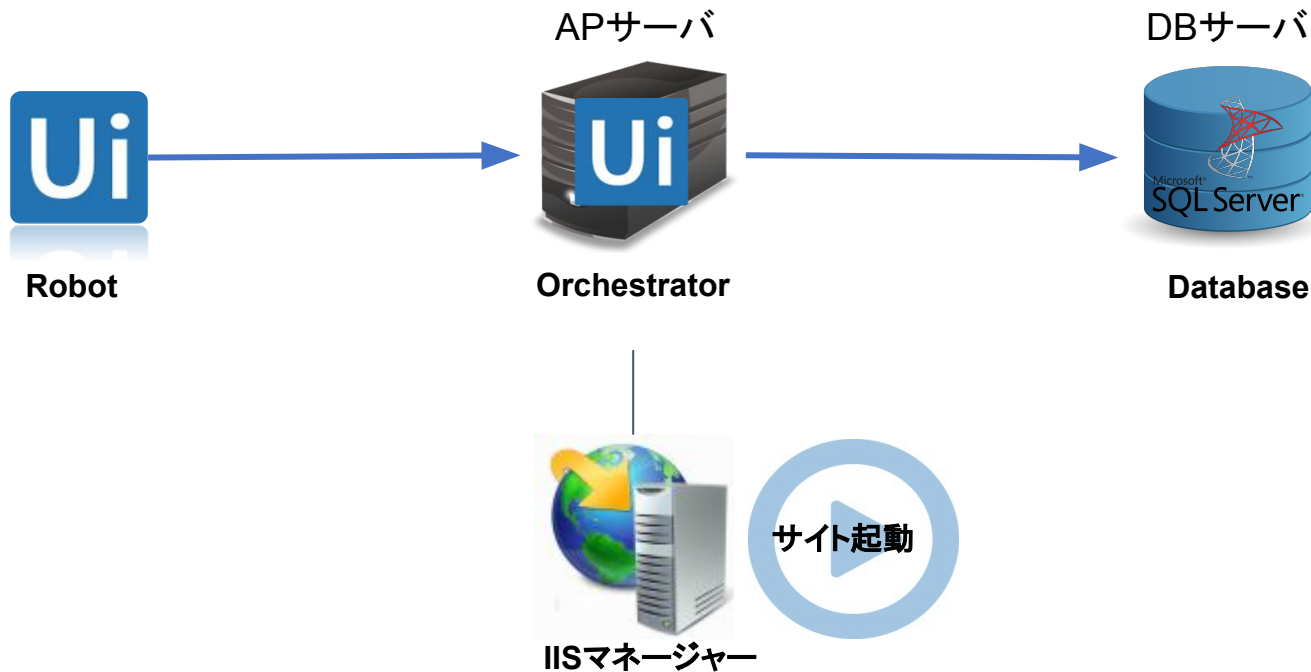 APサーバ
DBサーバ
Ui
Ui
Microsoft®
SQL Server®
Robot
Orchestrator
Database
サイト起動
IISマネージャー